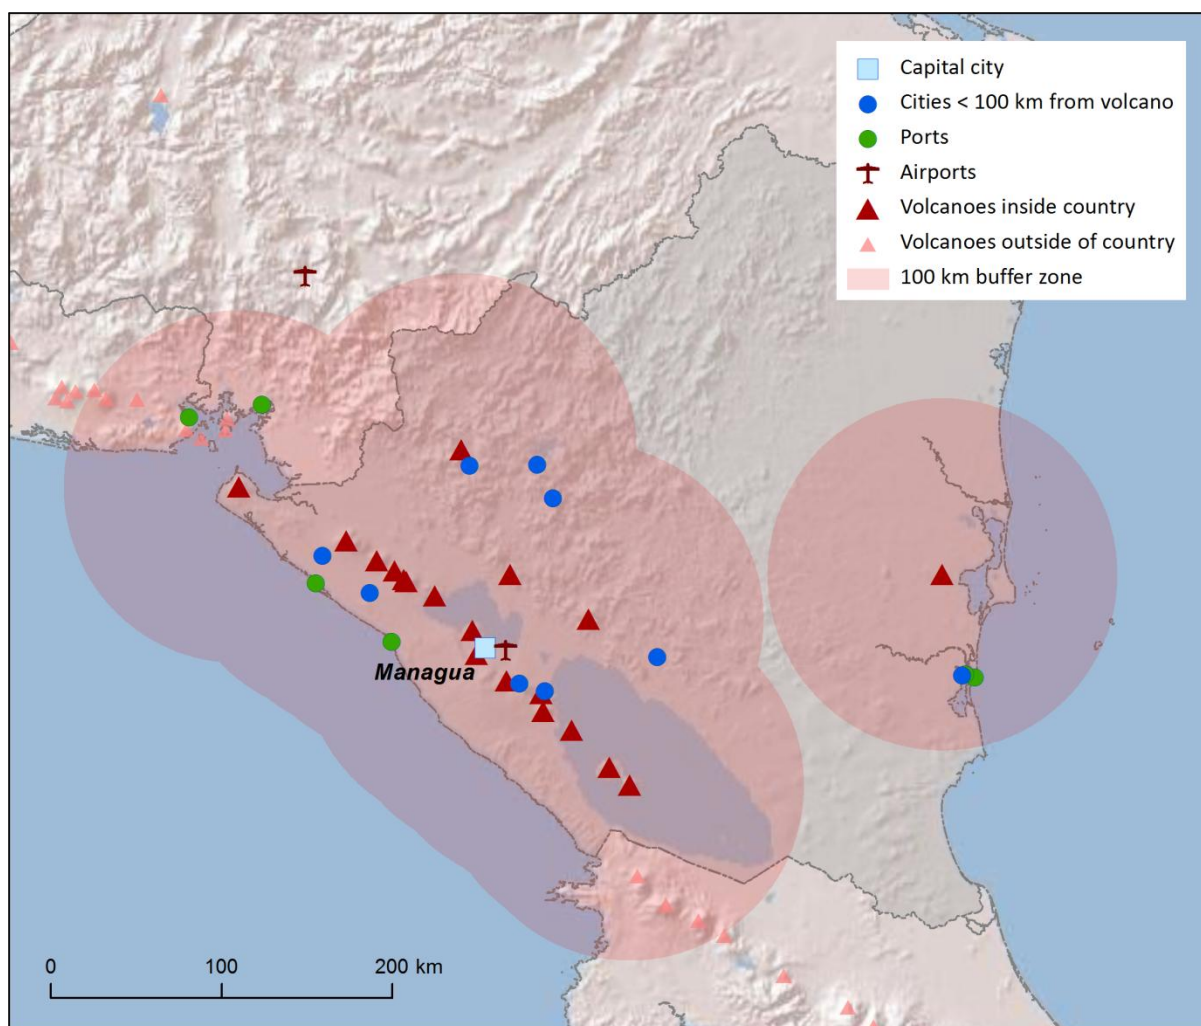 Capital city
Cities < 100 km from volcano
Ports
Airports
Volcanoes inside country
Volcanoes outside of country
100 km buffer zone
Managua
0 100 200 km